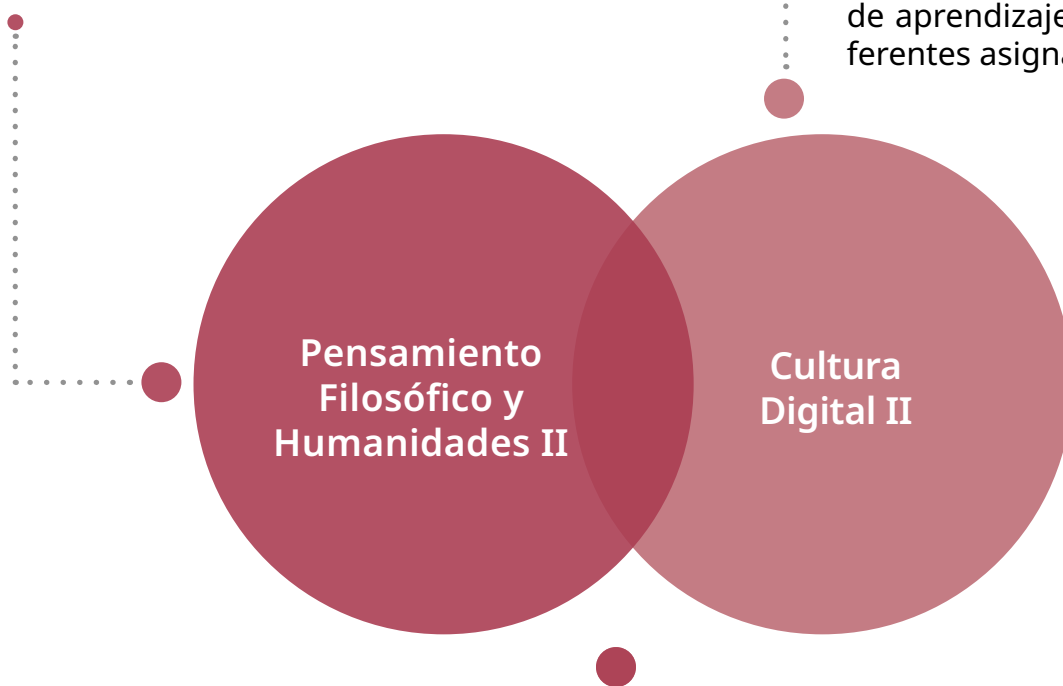 de aprendizaje
ferentes asign
Pensamiento
Filosófico y
Humanidades II
Cultura
Digital II